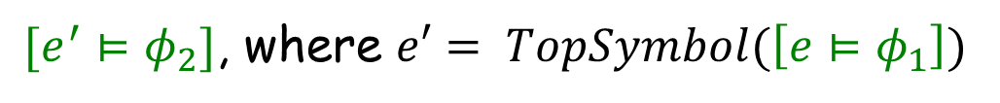 [e′ ⊨ ϕ₂], where e′ = TopSymbol([e ⊨ ϕ₁])